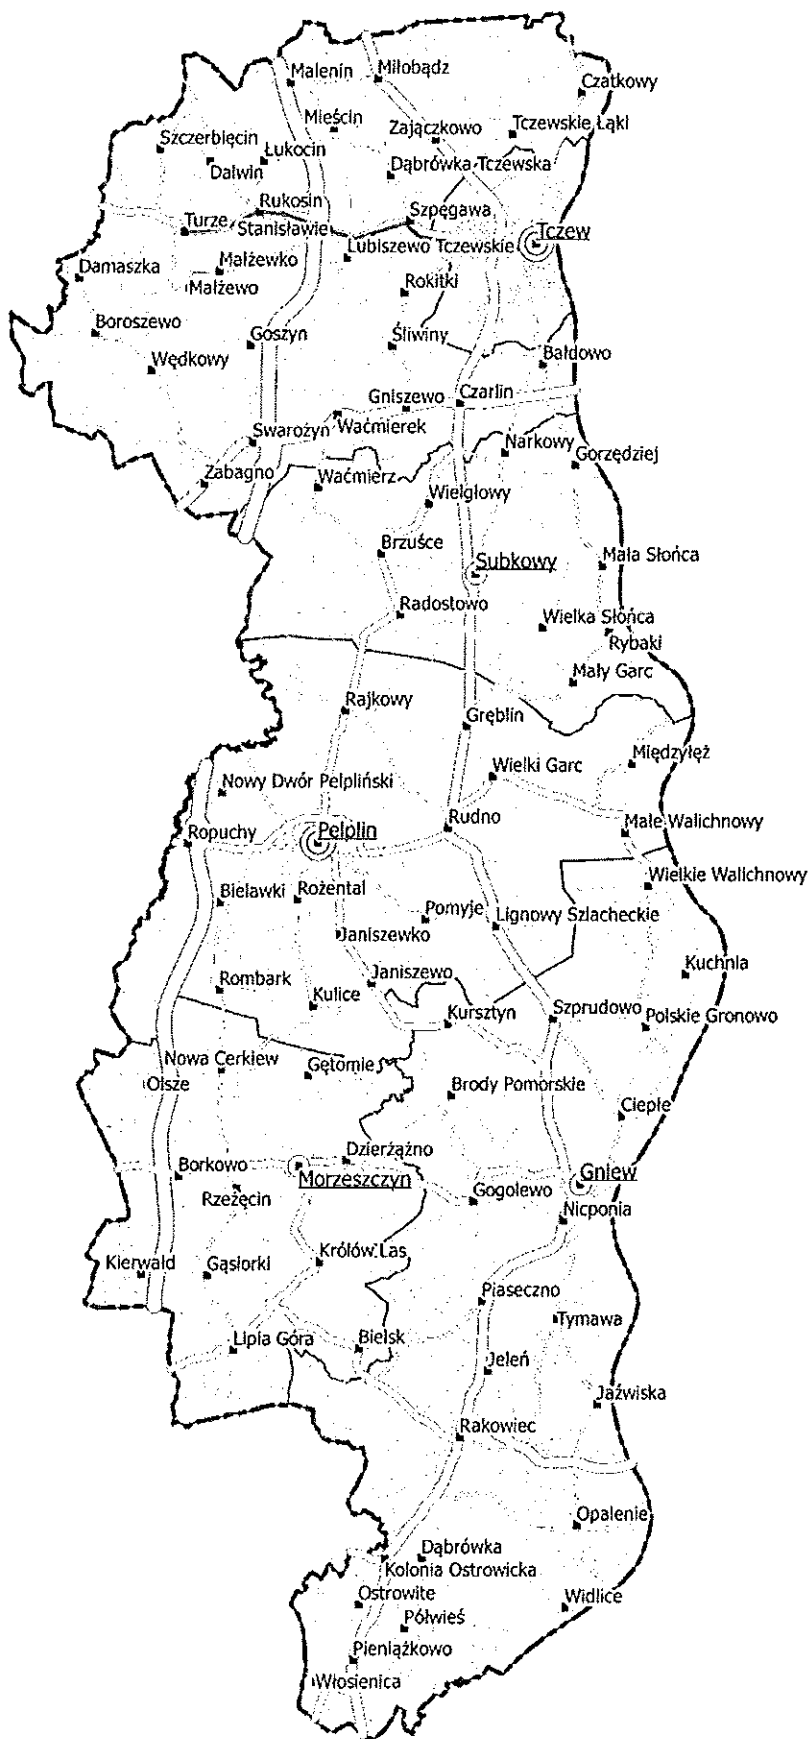 Malenin
Miłobądz
Czatkowy
Mieścin
Zajączkowo
Tczewskie Łąki
Szczerbięcin
Łukocin
Dalwin
Dąbrówka Tczewska
Rukosin
Szpęgawa
Turze
Stanisławie
Lubiszewo Tczewskie
Tczew
Damaszka
Małżewko
Małżewo
Rokitki
Boroszewo
Goszyn
Śliwiny
Wędkowy
Bałdowo
Gniszewo
Czarlin
Waćmierek
Swarożyn
Narkowy
Gorzędziej
Zabagno
Waćmierz
Wielgłowy
Brzuśce
Subkowy
Mała Słońca
Radostowo
Wielka Słońca
Rybaki
Mały Garc
Rajkowy
Gręblin
Międzyłęż
Nowy Dwór Pelpliński
Wielki Garc
Ropuchy
Pelplin
Rudno
Małe Walichnowy
Wielkie Walichnowy
Bielawki
Rożental
Pomyje
Lignowy Szlacheckie
Janiszewko
Kuchnia
Rombark
Janiszewo
Kulice
Kursztyn
Szprudowo
Polskie Gronowo
Nowa Cerkiew
Gętomie
Olsze
Brody Pomorskie
Ciepłe
Dzierżążno
Borkowo
Morzeszczyn
Gniew
Rzeżęcin
Gogolewo
Nicponia
Kierwałd
Gąsiorki
Królów Las
Piaseczno
Tymawa
Lipia Góra
Bielsk
Jeleń
Jaźwiska
Rakowiec
Opalenie
Dąbrówka
Kolonia Ostrowicka
Ostrowite
Widlice
Półwieś
Pieniążkowo
Włosienica